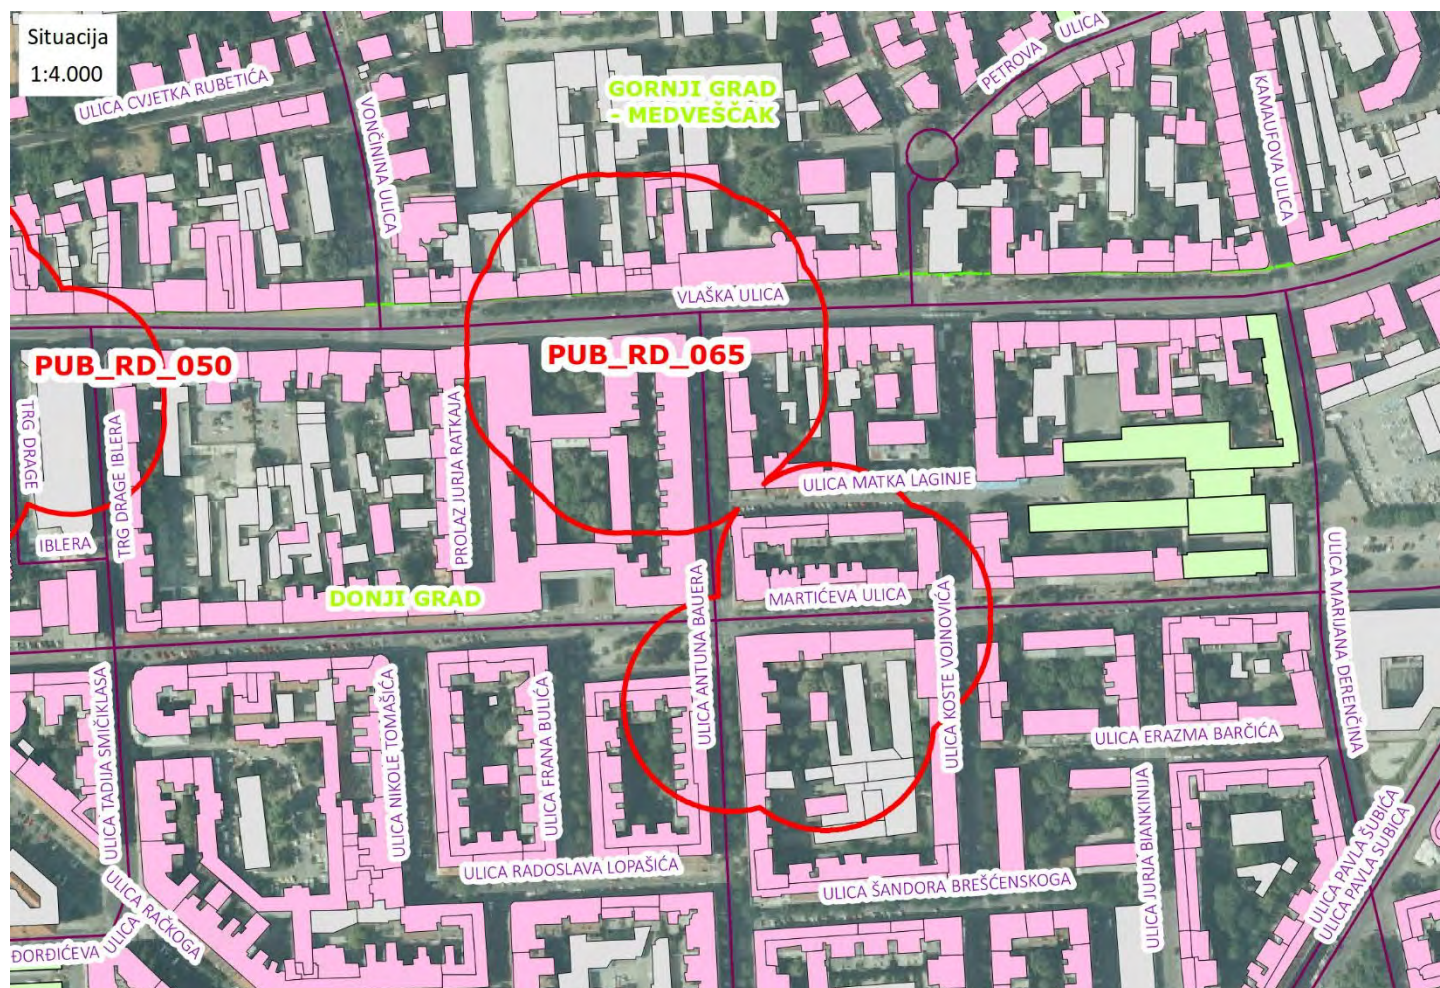 Situacija
1:4.000
ULICA CVJETKA RUBETIĆA
VONČININA ULICA
GORNJI GRAD
- MEDVEŠČAK
PETROVA ULICA
KAMAUFOVA ULICA
VLAŠKA ULICA
PUB_RD_050
PUB_RD_065
TRG DRAGE
IBLERA
TRG DRAGE IBLERA
PROLAZ JURJA RATKAJA
ULICA MATKA LAGINJE
DONJI GRAD
MARTIĆEVA ULICA
ULICA ANTUNA BAUERA
ULICA KOSTE VOJNOVIĆA
ULICA MARIJANA DERENČINA
ULICA TADIJA SMIČIKLASA
ULICA NIKOLE TOMAŠIĆA
ULICA FRANA BULIĆA
ULICA ERAZMA BARČIĆA
ULICA RADOSLAVA LOPAŠIĆA
ULICA ŠANDORA BREŠĆENSKOGA
ULICA JURJA BIANKINIJA
ULICA PAVLA ŠUBIĆA
ULICA PAVLA ŠUBIĆA
ULICA RAČKOGA
ĐORĐIĆEVA ULICA